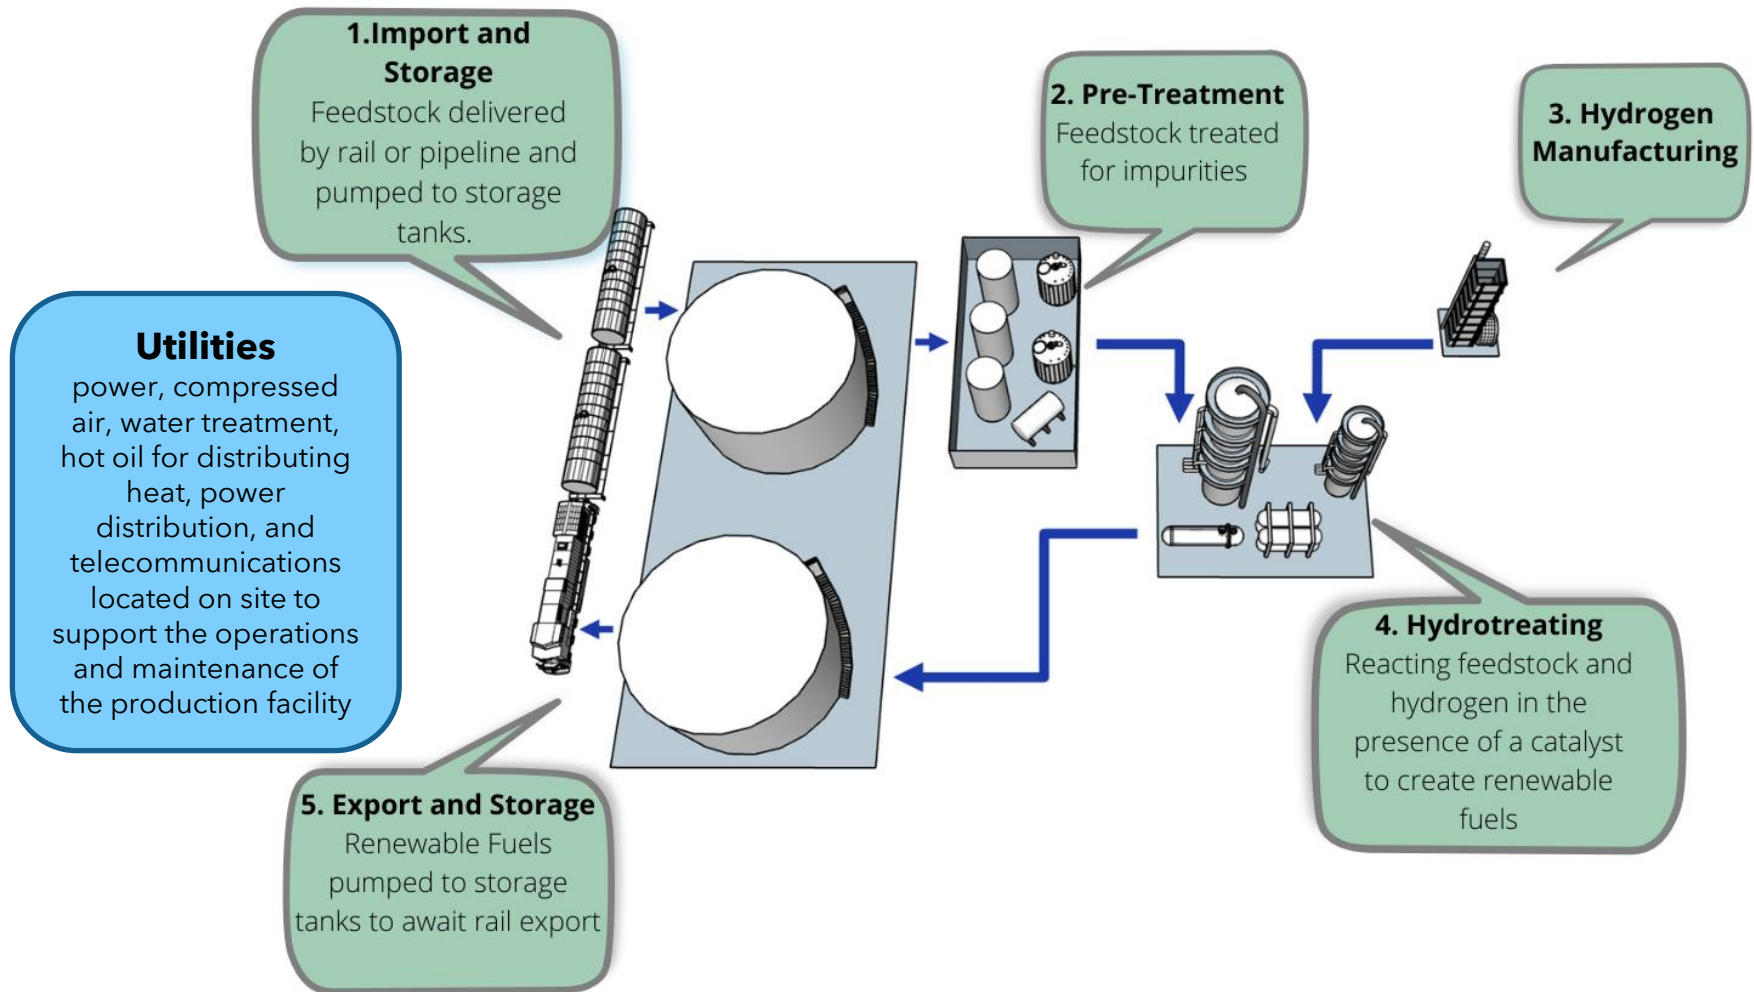 1.Import and
Storage
Feedstock delivered
by rail or pipeline and
pumped to storage
tanks.
2. Pre-Treatment
Feedstock treated
for impurities
3. Hydrogen
Manufacturing
Utilities
power, compressed
air, water treatment,
hot oil for distributing
heat, power
distribution, and
telecommunications
located on site to
support the operations
and maintenance of
the production facility
4. Hydrotreating
Reacting feedstock and
hydrogen in the
presence of a catalyst
to create renewable
fuels
5. Export and Storage
Renewable Fuels
pumped to storage
tanks to await rail export